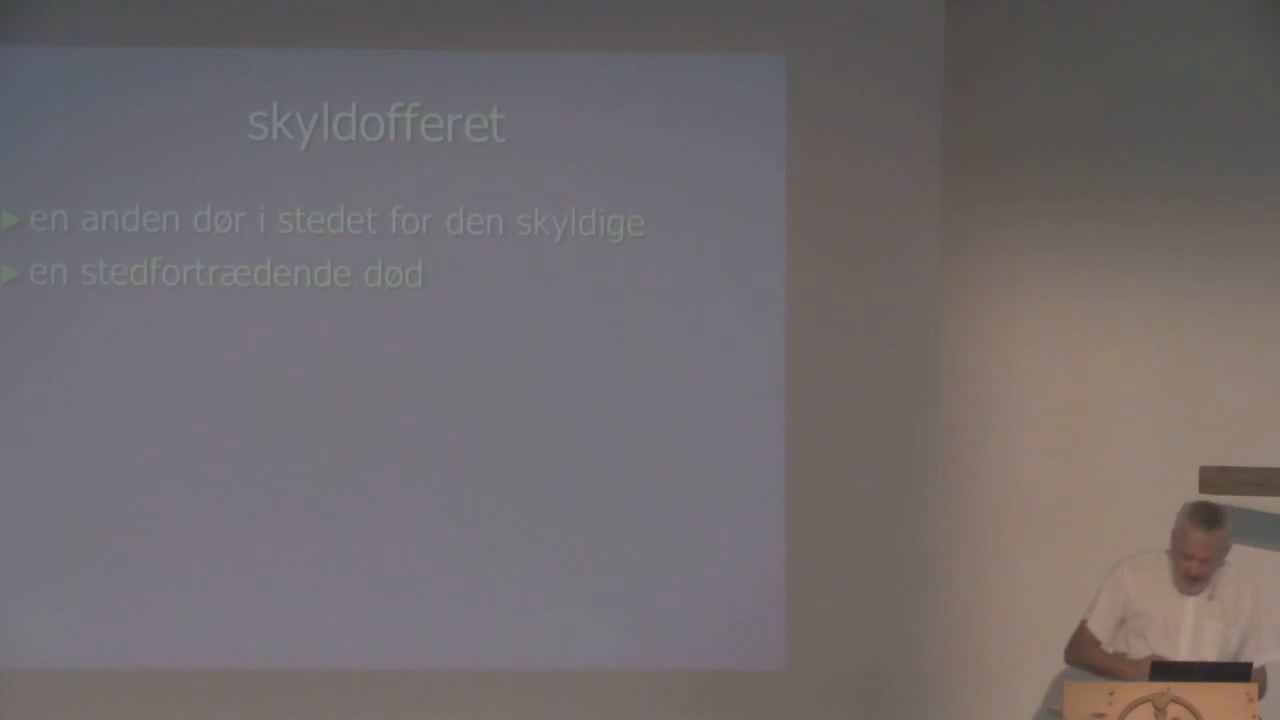 skyldofferet
►en anden dør i stedet for den skyldige
►en stedfortrædende død